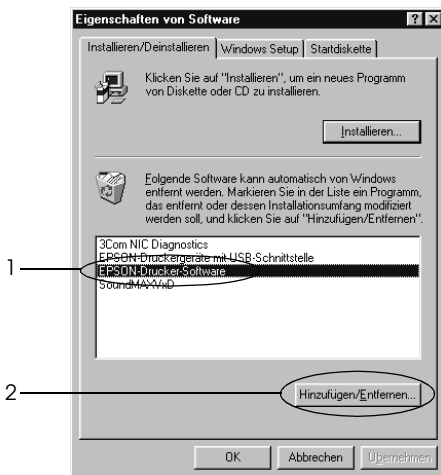 Eigenschaften von Software
Installieren/Deinstallieren
Windows Setup
Startdiskette
Klicken Sie auf "Installieren", um ein neues Programm
von Diskette oder CD zu installieren.
Installieren...
Folgende Software kann automatisch von Windows
entfernt werden. Markieren Sie in der Liste ein Programm,
das entfernt oder dessen Installationsumfang modifiziert
werden soll, und klicken Sie auf "Hinzufügen/Entfernen".
3Com NIC Diagnostics
EPSON-Druckergeräte mit USB-Schnittstelle
1
EPSON-Drucker-Software
SoundMAXVxD
2
Hinzufügen/Entfernen...
OK
Abbrechen
Übernehmen